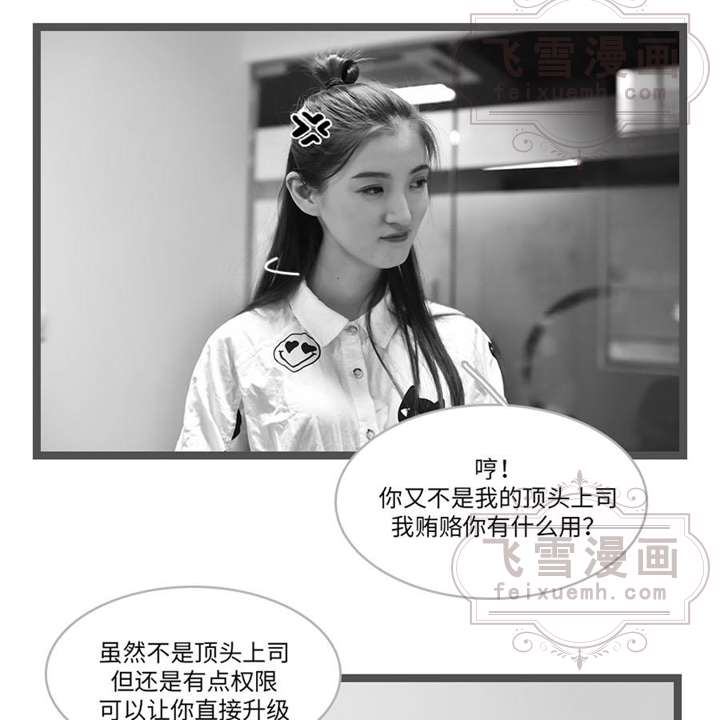 飞雪漫画
feixuemh.com
哼！
你又不是我的顶头上司
我贿赂你有什么用？
飞雪漫画
feixuemh.com
虽然不是顶头上司
但还是有点权限
可以让你直接升级